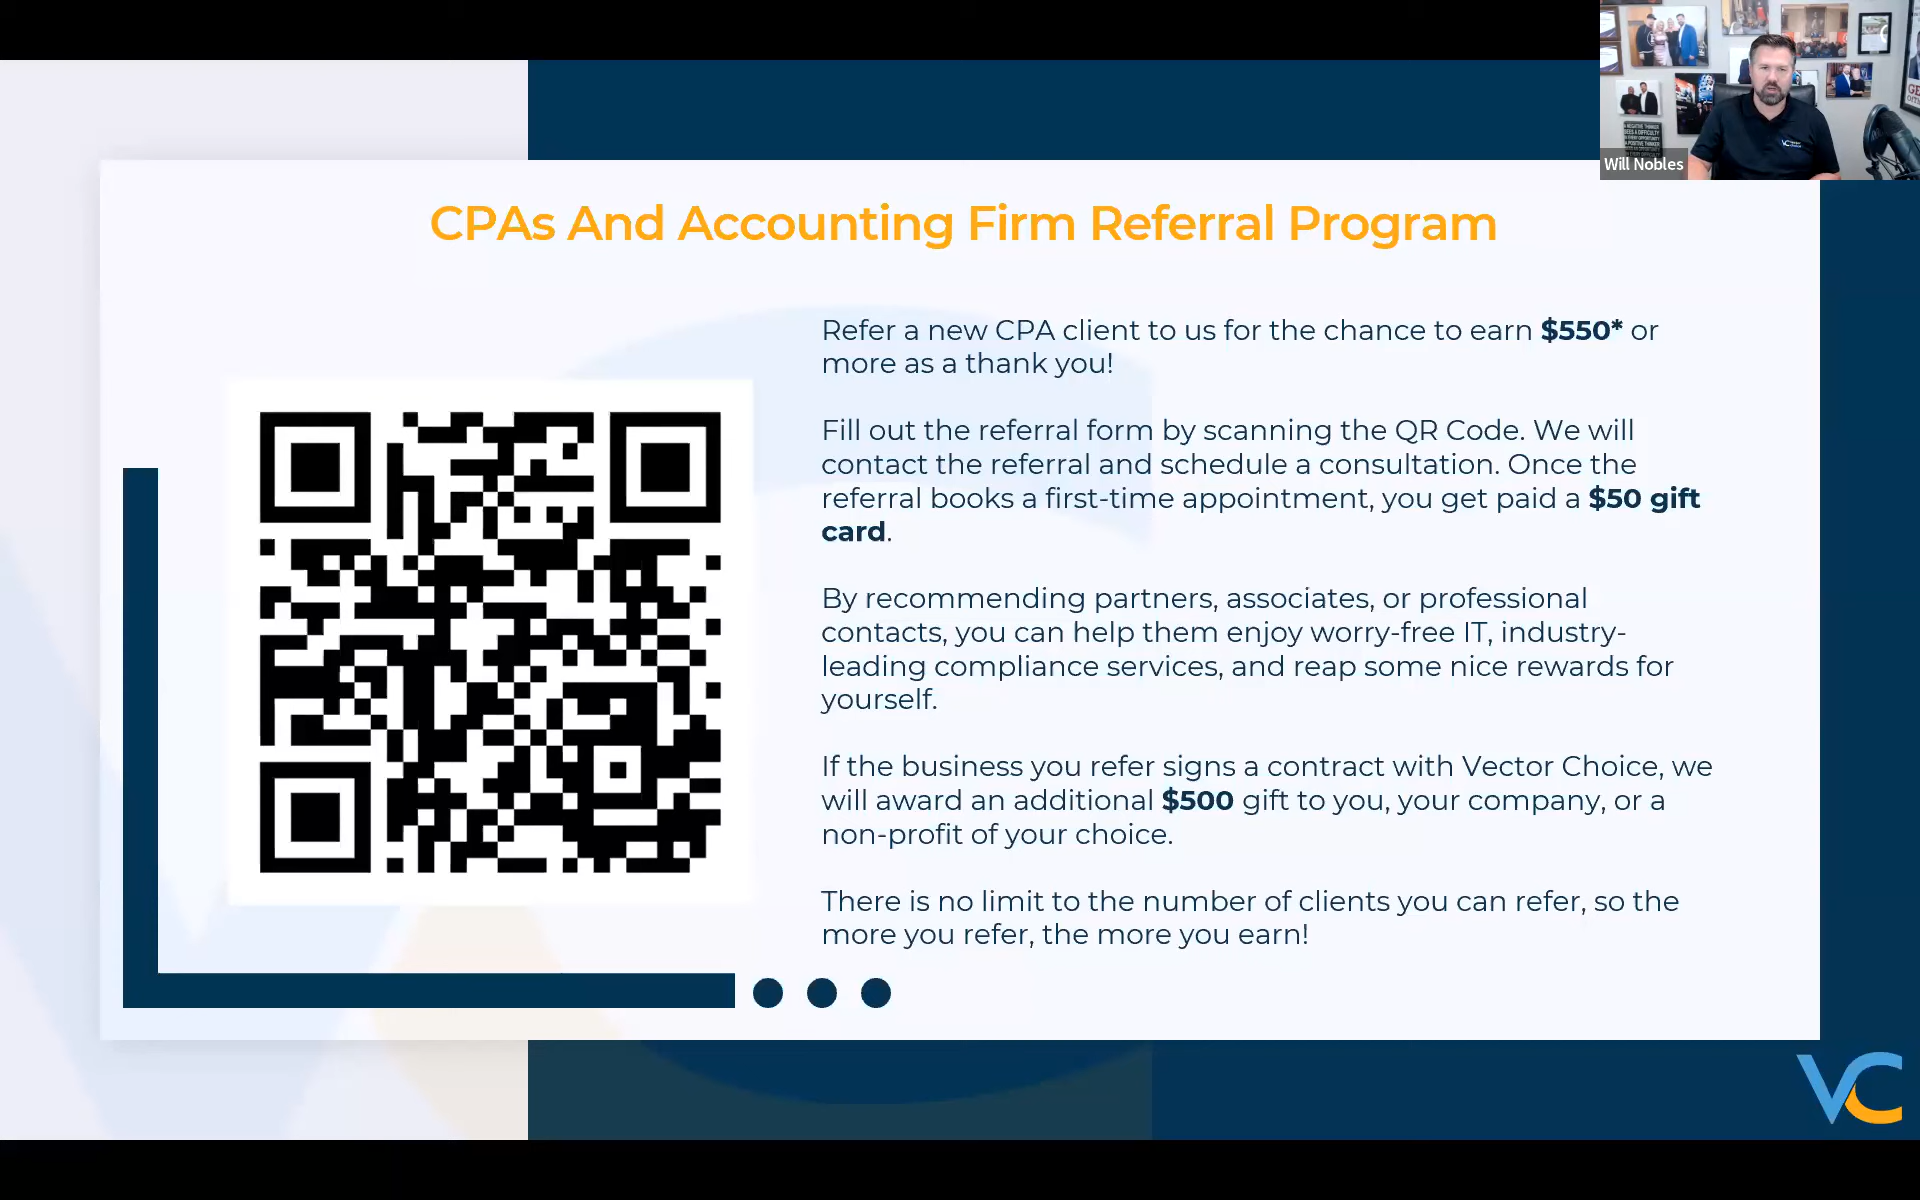 Will Nobles
CPAs And Accounting Firm Referral Program
Refer a new CPA client to us for the chance to earn $550* or
more as a thank you!
Fill out the referral form by scanning the QR Code. We will
contact the referral and schedule a consultation. Once the
referral books a first-time appointment, you get paid a $50 gift
card.
By recommending partners, associates, or professional
contacts, you can help them enjoy worry-free IT, industry-
leading compliance services, and reap some nice rewards for
yourself.
If the business you refer signs a contract with Vector Choice, we
will award an additional $500 gift to you, your company, or a
non-profit of your choice.
There is no limit to the number of clients you can refer, so the
more you refer, the more you earn!
VC